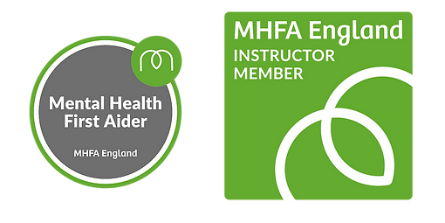 Mental Health
First Aider
MHFA England
MHFA England
INSTRUCTOR
MEMBER